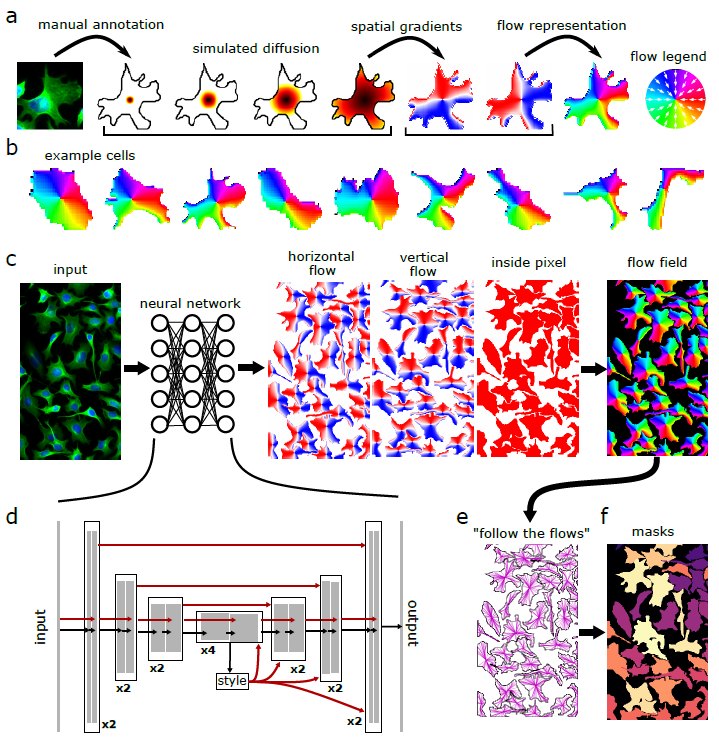 a
manual annotation
simulated diffusion
spatial gradients
flow representation
flow legend
b
example cells
c
input
neural network
horizontal
flow
vertical
flow
inside pixel
flow field
d
input
x2
x2
x2
x4
style
x2
x2
x2
output
e
"follow the flows"
f
masks